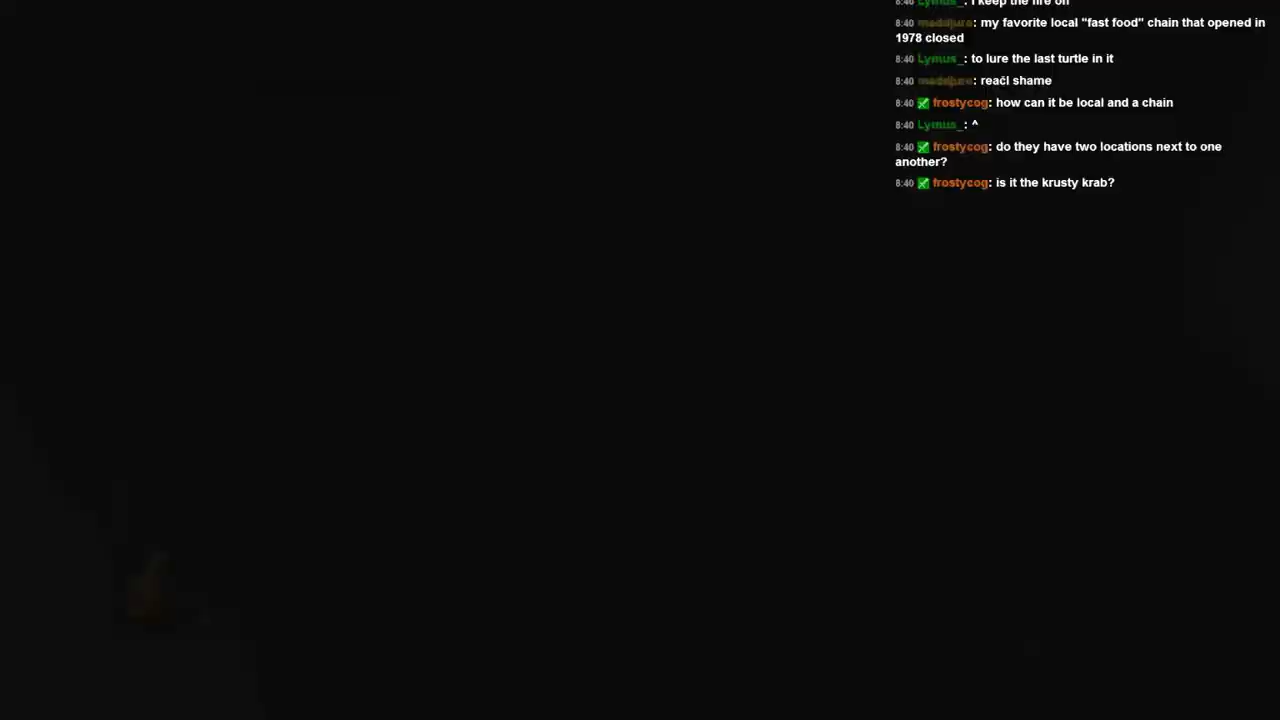 8:40 Lymus_: I keep the fire on
8:40 maddjuro: my favorite local "fast food" chain that opened in
1978 closed
8:40 Lymus_: to lure the last turtle in it
8:40 : reacl shame
8:40 frostycog: how can it be local and a chain
8:40 Lymus_: ^
8:40 frostycog: do they have two locations next to one
another?
8:40 frostycog: is it the krusty krab?